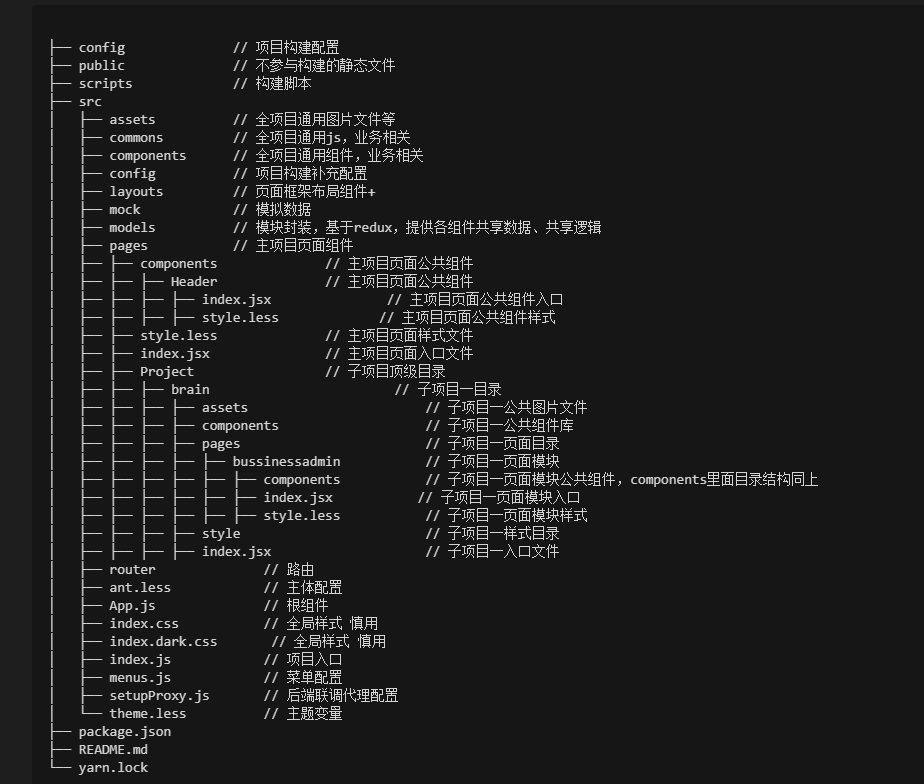 ├── config              // 项目构建配置
├── public              // 不参与构建的静态文件
├── scripts             // 构建脚本
├── src
│   ├── assets          // 全项目通用图片文件等
│   ├── commons         // 全项目通用js，业务相关
│   ├── components      // 全项目通用组件，业务相关
│   ├── config          // 项目构建补充配置
│   ├── layouts         // 页面框架布局组件+
│   ├── mock            // 模拟数据
│   ├── models          // 模块封装，基于redux，提供各组件共享数据、共享逻辑
│   ├── pages           // 主项目页面组件
│   ├── ├── components              // 主项目页面公共组件
│   ├── ├── ├── Header              // 主项目页面公共组件
│   ├── ├── ├── ├── index.jsx               // 主项目页面公共组件入口
│   ├── ├── ├── ├── style.less             // 主项目页面公共组件样式
│   ├── ├── style.less              // 主项目页面样式文件
│   ├── ├── index.jsx               // 主项目页面入口文件
│   ├── ├── Project                 // 子项目顶级目录
│   ├── ├── ├── brain                        // 子项目一目录
│   ├── ├── ├── ├── assets                       // 子项目一公共图片文件
│   ├── ├── ├── ├── components                   // 子项目一公共组件库
│   ├── ├── ├── ├── pages                        // 子项目一页面目录
│   ├── ├── ├── ├── ├── bussinessadmin           // 子项目一页面模块
│   ├── ├── ├── ├── ├── ├── components           // 子项目一页面模块公共组件，components里面目录结构同上
│   ├── ├── ├── ├── ├── ├── index.jsx           // 子项目一页面模块入口
│   ├── ├── ├── ├── ├── ├── style.less           // 子项目一页面模块样式
│   ├── ├── ├── ├── style                        // 子项目一样式目录
│   ├── ├── ├── ├── index.jsx                    // 子项目一入口文件
│   ├── router              // 路由
│   ├── ant.less            // 主体配置
│   ├── App.js              // 根组件
│   ├── index.css           // 全局样式 慎用
│   ├── index.dark.css       // 全局样式 慎用
│   ├── index.js            // 项目入口
│   ├── menus.js            // 菜单配置
│   ├── setupProxy.js       // 后端联调代理配置
│   └── theme.less          // 主题变量
├── package.json
├── README.md
└── yarn.lock